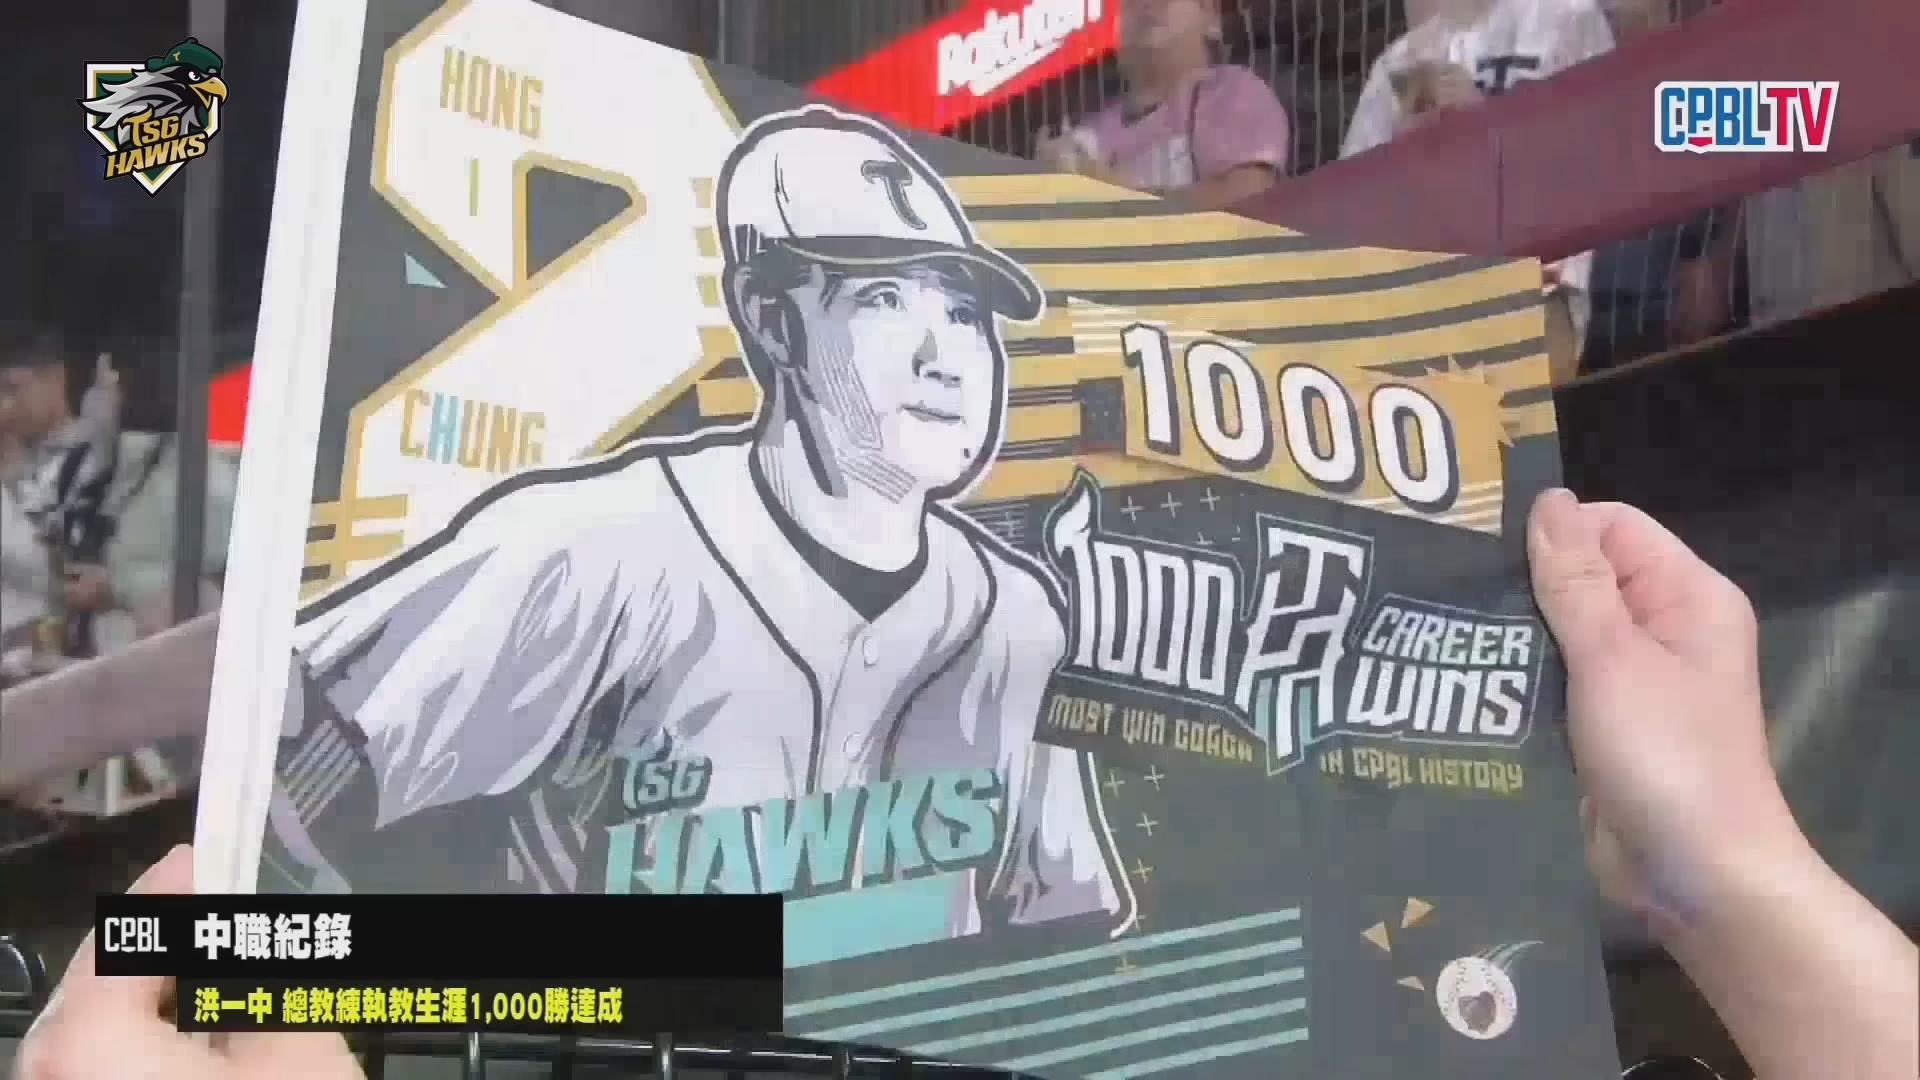 TSG
HAWKS
Rakuten
CPBLTV
HONG
I
CHUNG
T
1000
1000
CAREER
WINS
MOST WIN COACH
IN CPBL HISTORY
TSG
HAWKS
CPBL
中職紀錄
洪一中 總教練執教生涯1,000勝達成